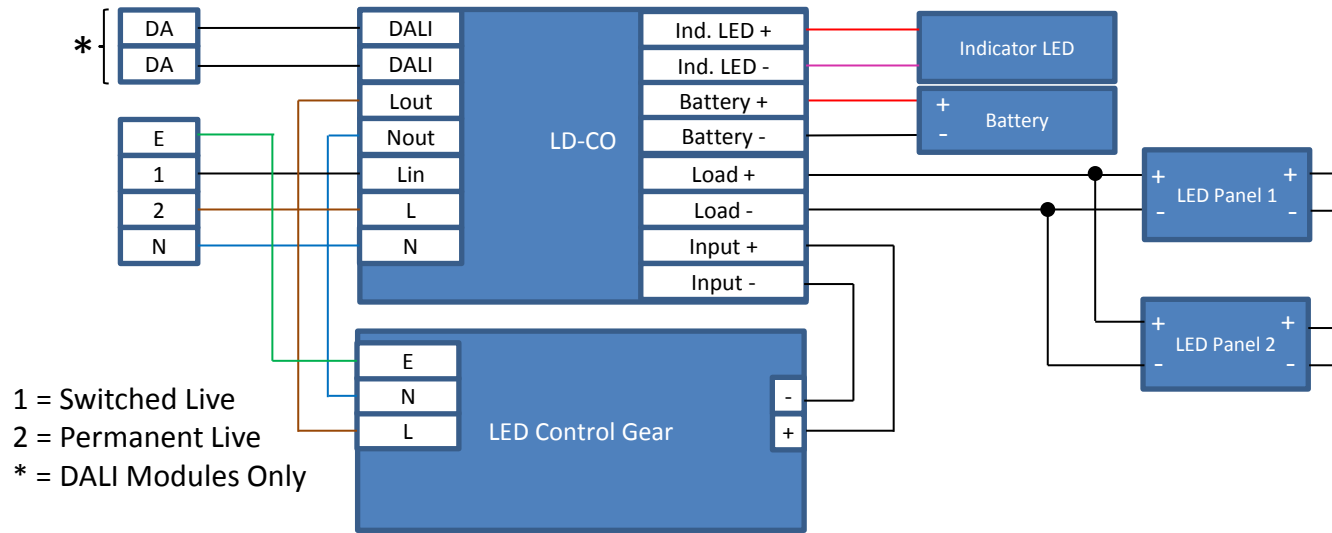 *
DA
DA
E
1
2
N
DALI
DALI
Lout
Nout
Lin
L
N
LD-CO
Ind. LED +
Ind. LED -
Battery +
Battery -
Load +
Load -
Input +
Input -
Indicator LED
+
-
Battery
+
-
LED Panel 1
+
-
+
-
LED Panel 2
+
-
E
N
L
LED Control Gear
-
+
1 = Switched Live
2 = Permanent Live
* = DALI Modules Only